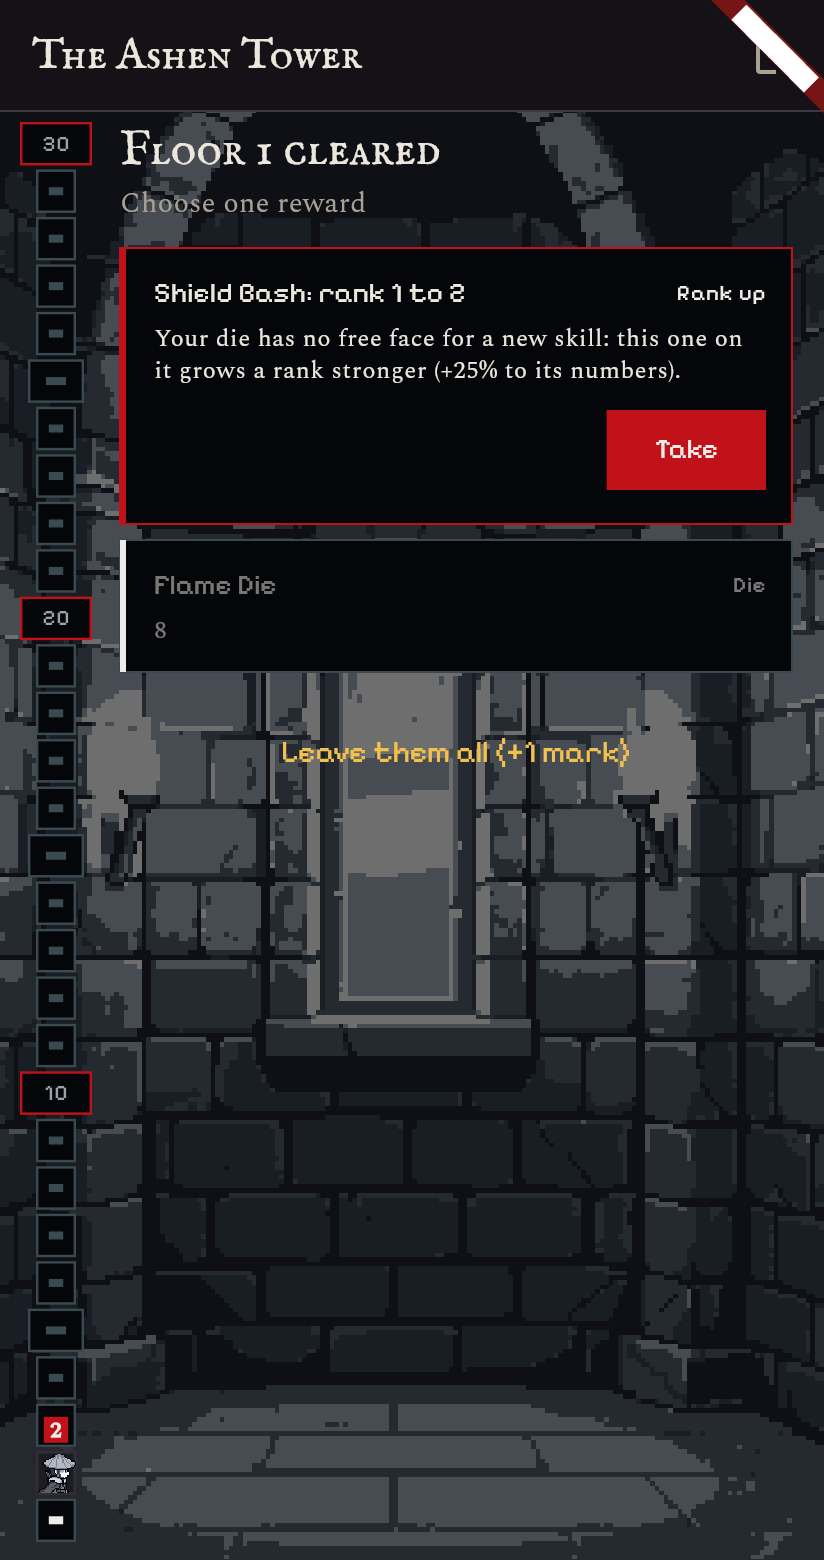 The Ashen Tower
30
Floor 1 cleared
Choose one reward
Shield Bash: rank 1 to 2
Rank up
Your die has no free face for a new skill: this one on
it grows a rank stronger (+25% to its numbers).
Take
Flame Die
Die
8
20
Leave them all (+1 mark)
10
2